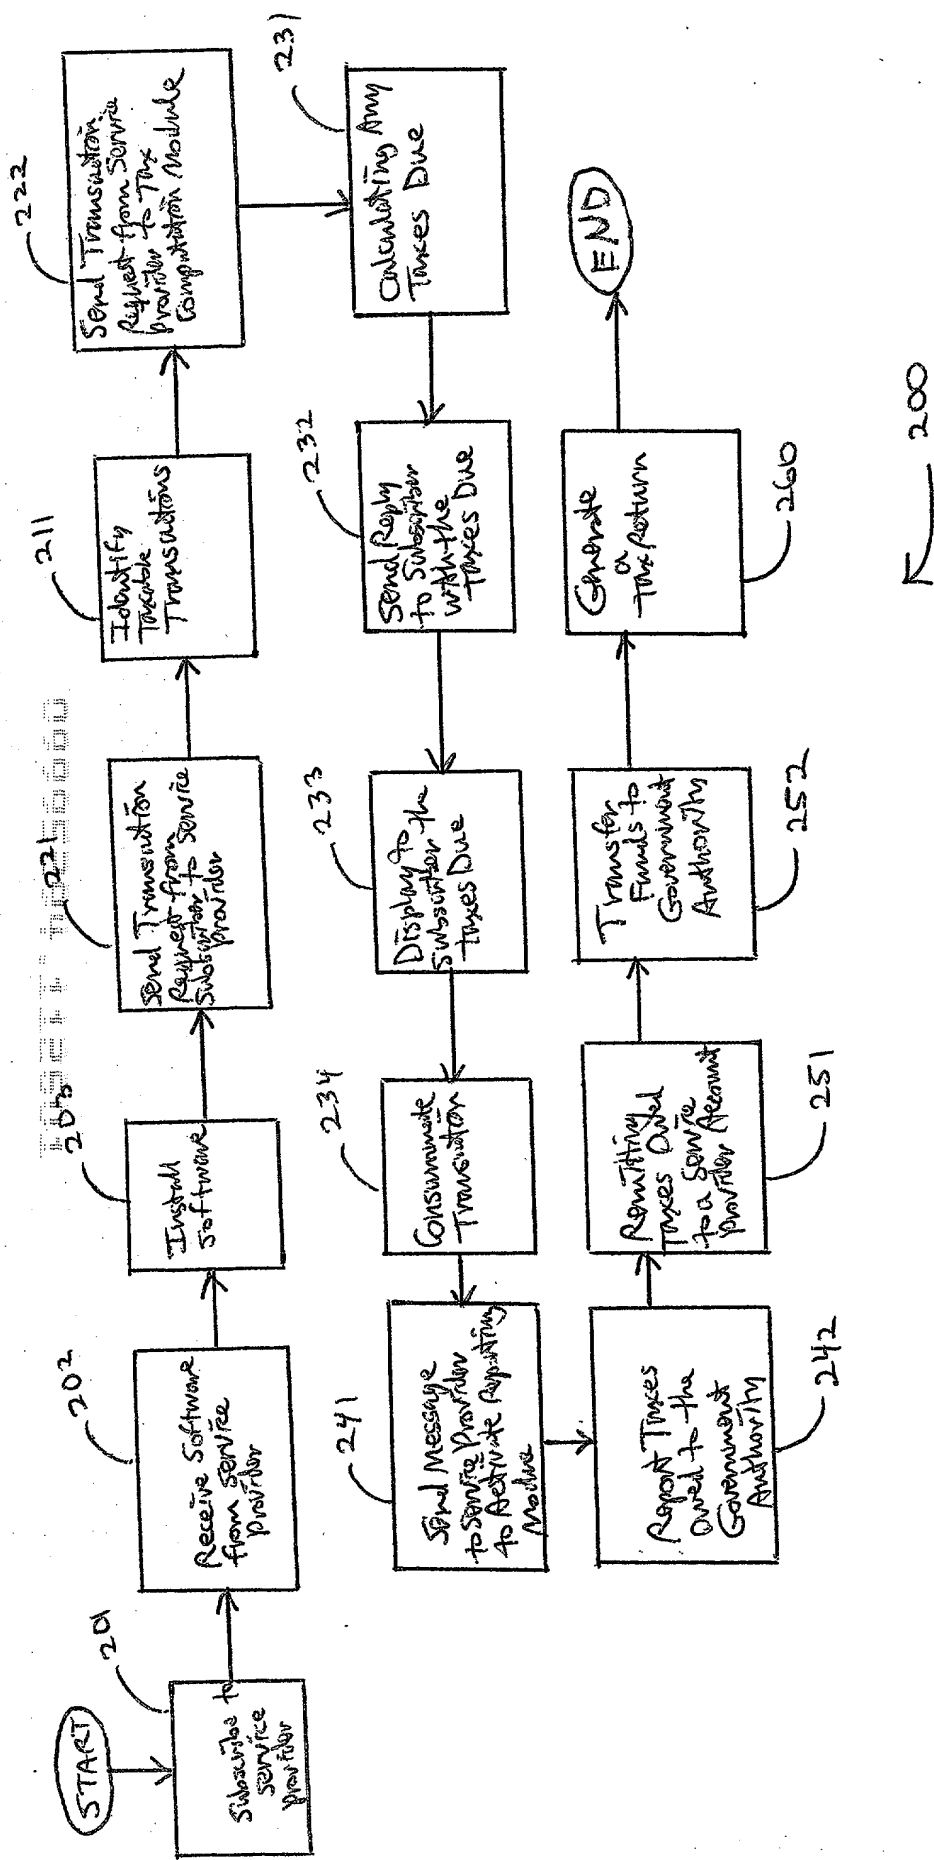 START
201
Subscribe to
service
provider
202
Receive Software
from service
provider
203
Install
Software
221
Send Transaction
Request from
Subscriber to Service
Provider
211
Identify
Taxable
Transactions
222
Send Transaction
Request from Service
Provider to Tax
Computation Module
231
Calculating Any
Taxes Due
232
Send Reply
to Subscriber
with the
Taxes Due
233
Display to
Subscriber the
Taxes Due
234
Consummate
Transaction
241
Send Message
to Service Provider
to Activate Reporting
Module
242
Report Taxes
Owed to the
Government
Authority
251
Remitting
Taxes Owed
to a Service
Provider Account
252
Transfer
Funds to
Government
Authority
260
Generate
a
Tax Return
END
200